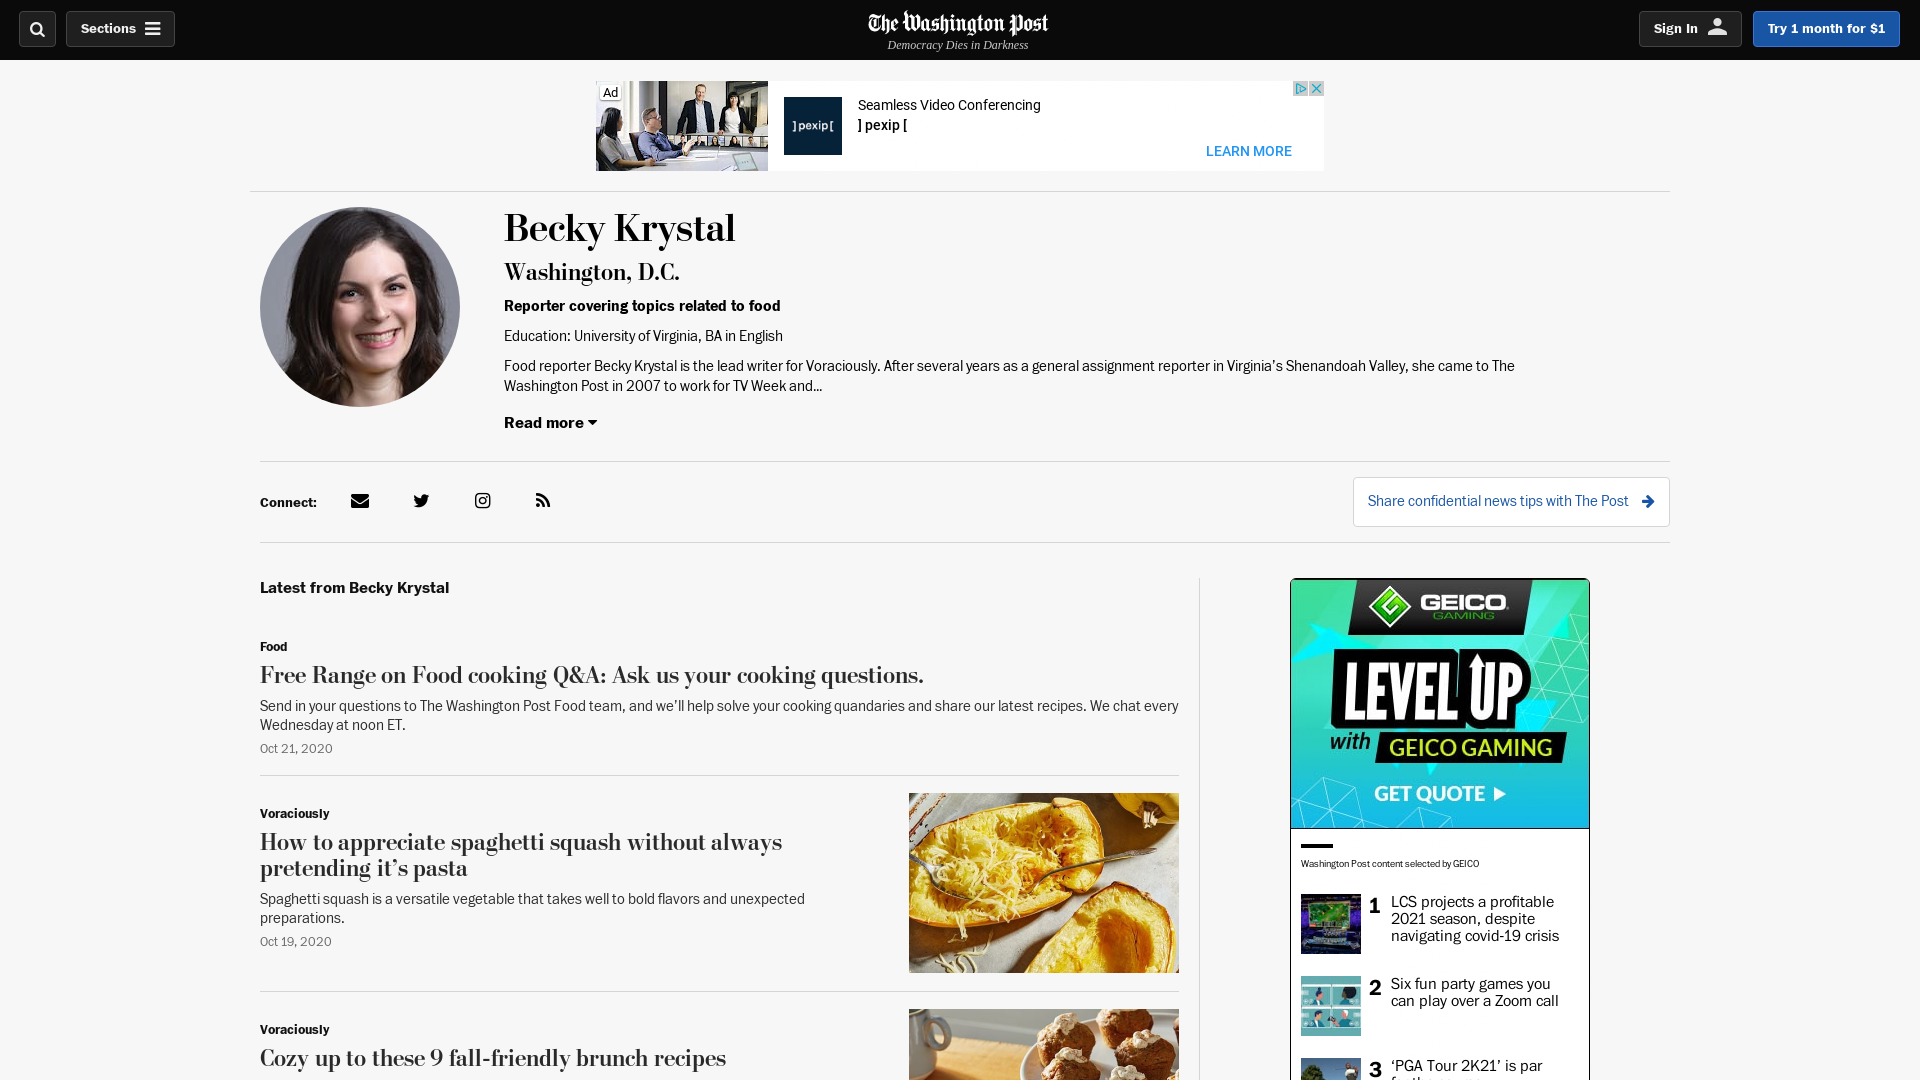 Sections
The Washington Post
Democracy Dies in Darkness
Sign In
Try 1 month for $1
Ad
]pexip[
Seamless Video Conferencing
] pexip [
LEARN MORE
Becky Krystal
Washington, D.C.
Reporter covering topics related to food
Education: University of Virginia, BA in English
Food reporter Becky Krystal is the lead writer for Voraciously. After several years as a general assignment reporter in Virginia's Shenandoah Valley, she came to The
Washington Post in 2007 to work for TV Week and...
Read more
Connect:
Share confidential news tips with The Post
Latest from Becky Krystal
Food
Free Range on Food cooking Q&A: Ask us your cooking questions.
Send in your questions to The Washington Post Food team, and we'll help solve your cooking quandaries and share our latest recipes. We chat every
Wednesday at noon ET.
Oct 21, 2020
Voraciously
How to appreciate spaghetti squash without always
pretending it's pasta
Spaghetti squash is a versatile vegetable that takes well to bold flavors and unexpected
preparations.
Oct 19, 2020
Voraciously
Cozy up to these 9 fall-friendly brunch recipes
GEICO
GAMING
LEVEL UP
with GEICO GAMING
GET QUOTE
Washington Post content selected by GEICO
1 LCS projects a profitable
2021 season, despite
navigating covid-19 crisis
2 Six fun party games you
can play over a Zoom call
3 'PGA Tour 2K21' is par